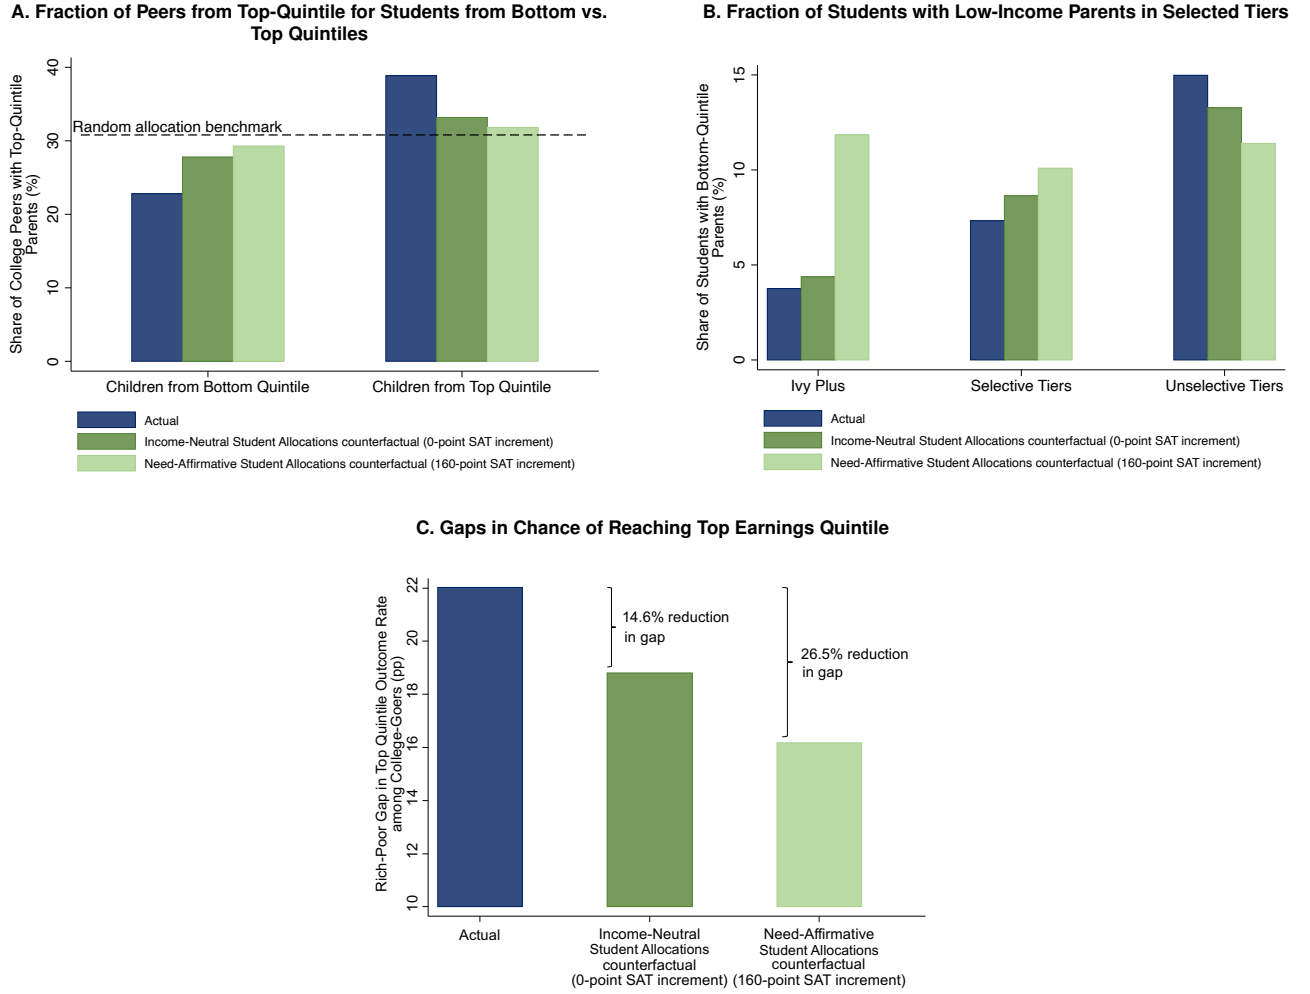 A. Fraction of Peers from Top-Quintile for Students from Bottom vs.
Top Quintiles
Share of College Peers with Top-Quintile
Parents (%)
40
30
20
10
0
Random allocation benchmark
Children from Bottom Quintile
Children from Top Quintile
Actual
Income-Neutral Student Allocations counterfactual (0-point SAT increment)
Need-Affirmative Student Allocations counterfactual (160-point SAT increment)
B. Fraction of Students with Low-Income Parents in Selected Tiers
Share of Students with Bottom-Quintile
Parents (%)
15
10
5
0
Ivy Plus
Selective Tiers
Unselective Tiers
Actual
Income-Neutral Student Allocations counterfactual (0-point SAT increment)
Need-Affirmative Student Allocations counterfactual (160-point SAT increment)
C. Gaps in Chance of Reaching Top Earnings Quintile
Rich-Poor Gap in Top Quintile Outcome Rate
among College-Goers (pp)
22
20
18
16
14
12
10
14.6% reduction
in gap
26.5% reduction
in gap
Actual
Income-Neutral
Student Allocations
counterfactual
(0-point SAT increment)
Need-Affirmative
Student Allocations
counterfactual
(160-point SAT increment)